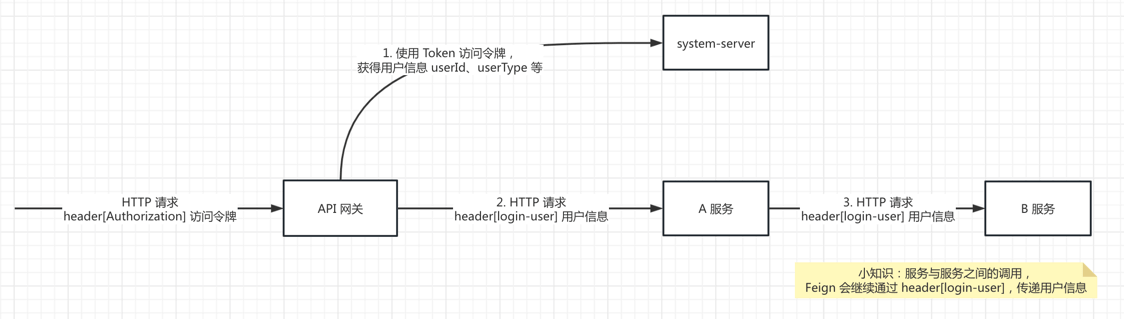 1. 使用 Token 访问令牌，
获得用户信息 userId、userType 等
system-server
HTTP 请求
header[Authorization] 访问令牌
API 网关
2. HTTP 请求
header[login-user] 用户信息
A 服务
3. HTTP 请求
header[login-user] 用户信息
B 服务
小知识：服务与服务之间的调用，
Feign 会继续通过 header[login-user]，传递用户信息